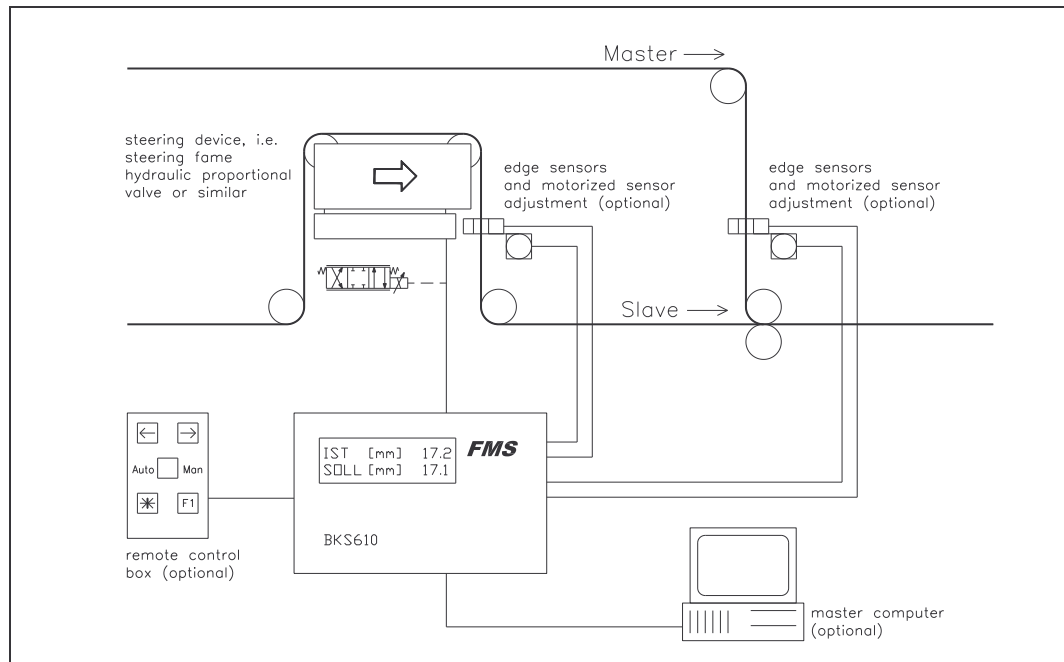 Master
steering device, i.e.
steering fame
hydraulic proportional
valve or similar
edge sensors
and motorized sensor
adjustment (optional)
edge sensors
and motorized sensor
adjustment (optional)
Slave
IST [mm] 17.2
SOLL [mm] 17.1
FMS
BKS610
Auto Man
F1
remote control
box (optional)
master computer
(optional)